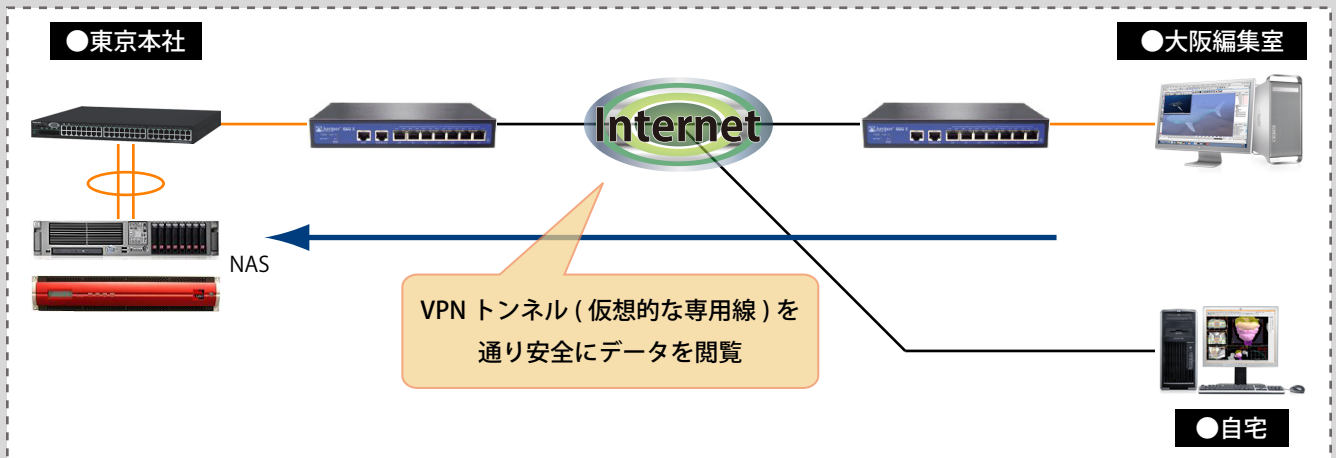 ●東京本社
●大阪編集室
Internet
NAS
VPN トンネル ( 仮想的な専用線 ) を
通り安全にデータを閲覧
●自宅